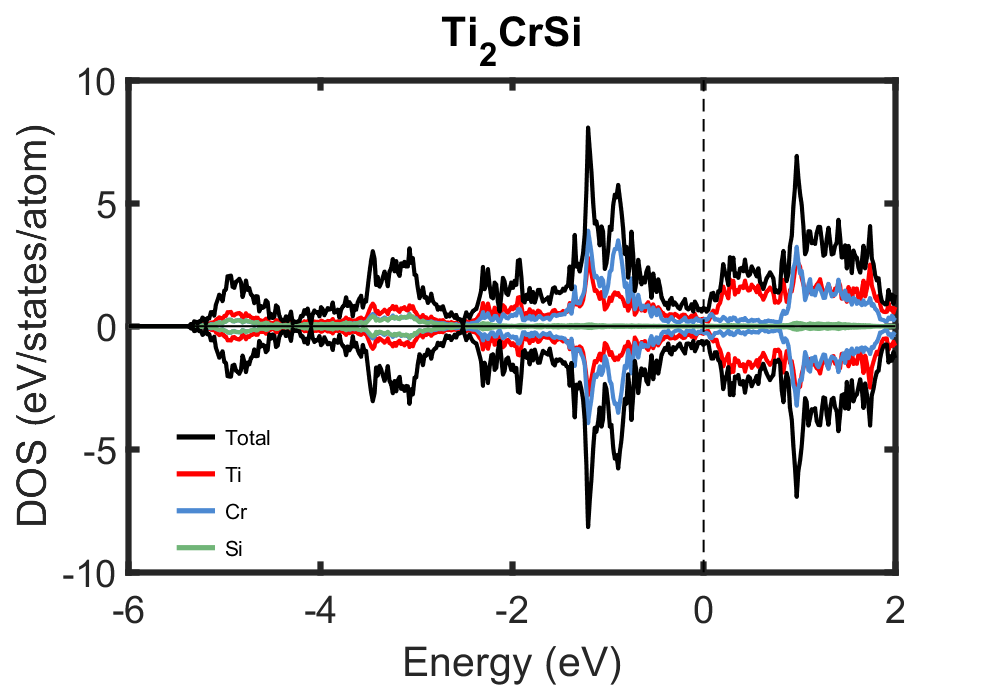 Ti2CrSi
10
5
0
-5
-10
DOS (eV/states/atom)
Total
Ti
Cr
Si
-6 -4 -2 0 2
Energy (eV)